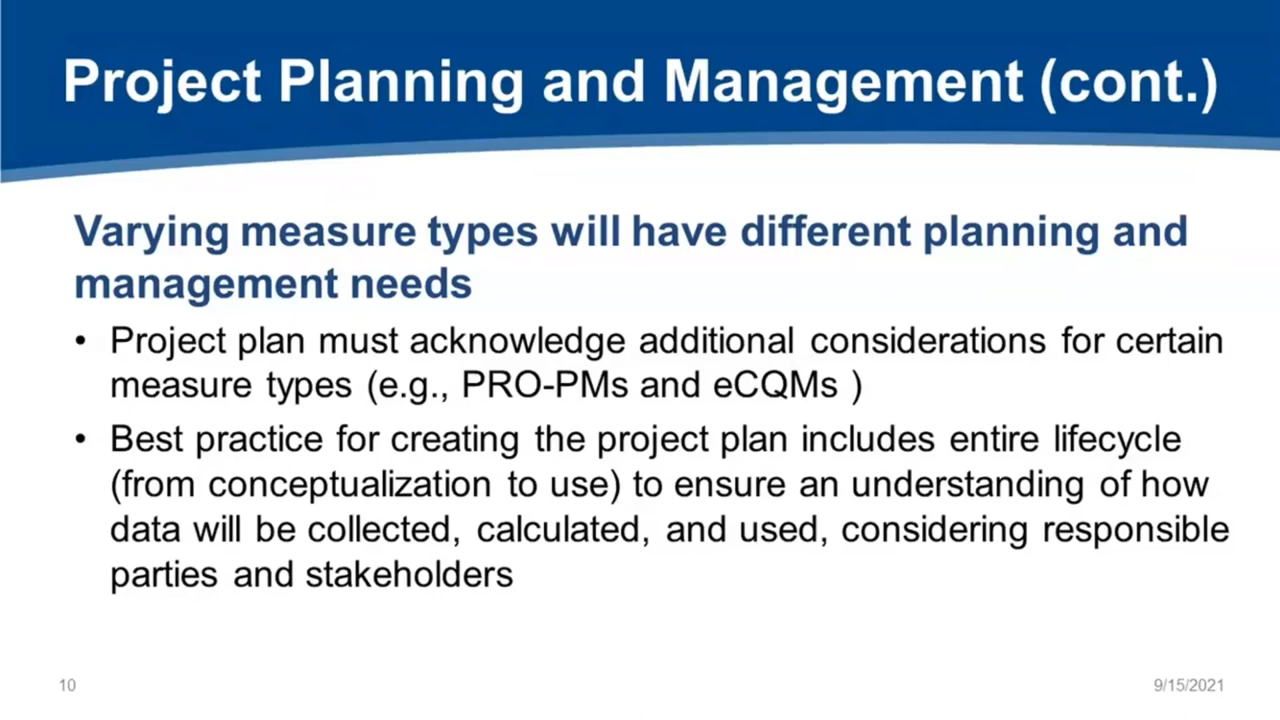 Project Planning and Management (cont.)
Varying measure types will have different planning and
management needs
• Project plan must acknowledge additional considerations for certain
measure types (e.g., PRO-PMs and eCQMs )
• Best practice for creating the project plan includes entire lifecycle
(from conceptualization to use) to ensure an understanding of how
data will be collected, calculated, and used, considering responsible
parties and stakeholders
10
9/15/2021